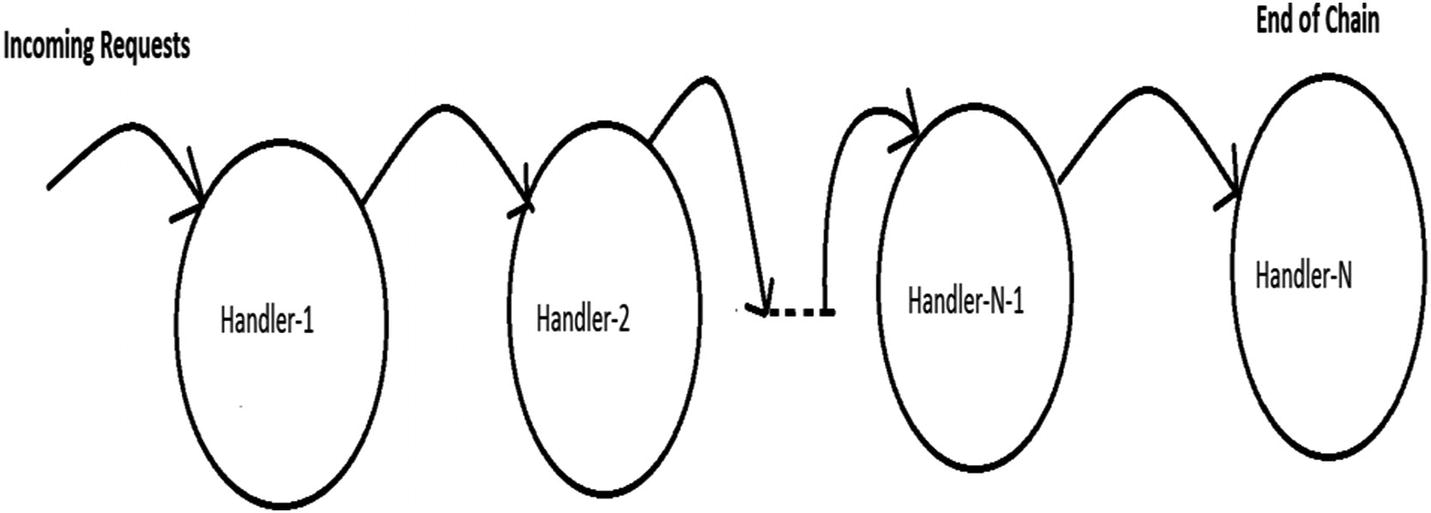 Incoming Requests
End of Chain
Handler-1
Handler-2
Handler-N-1
Handler-N